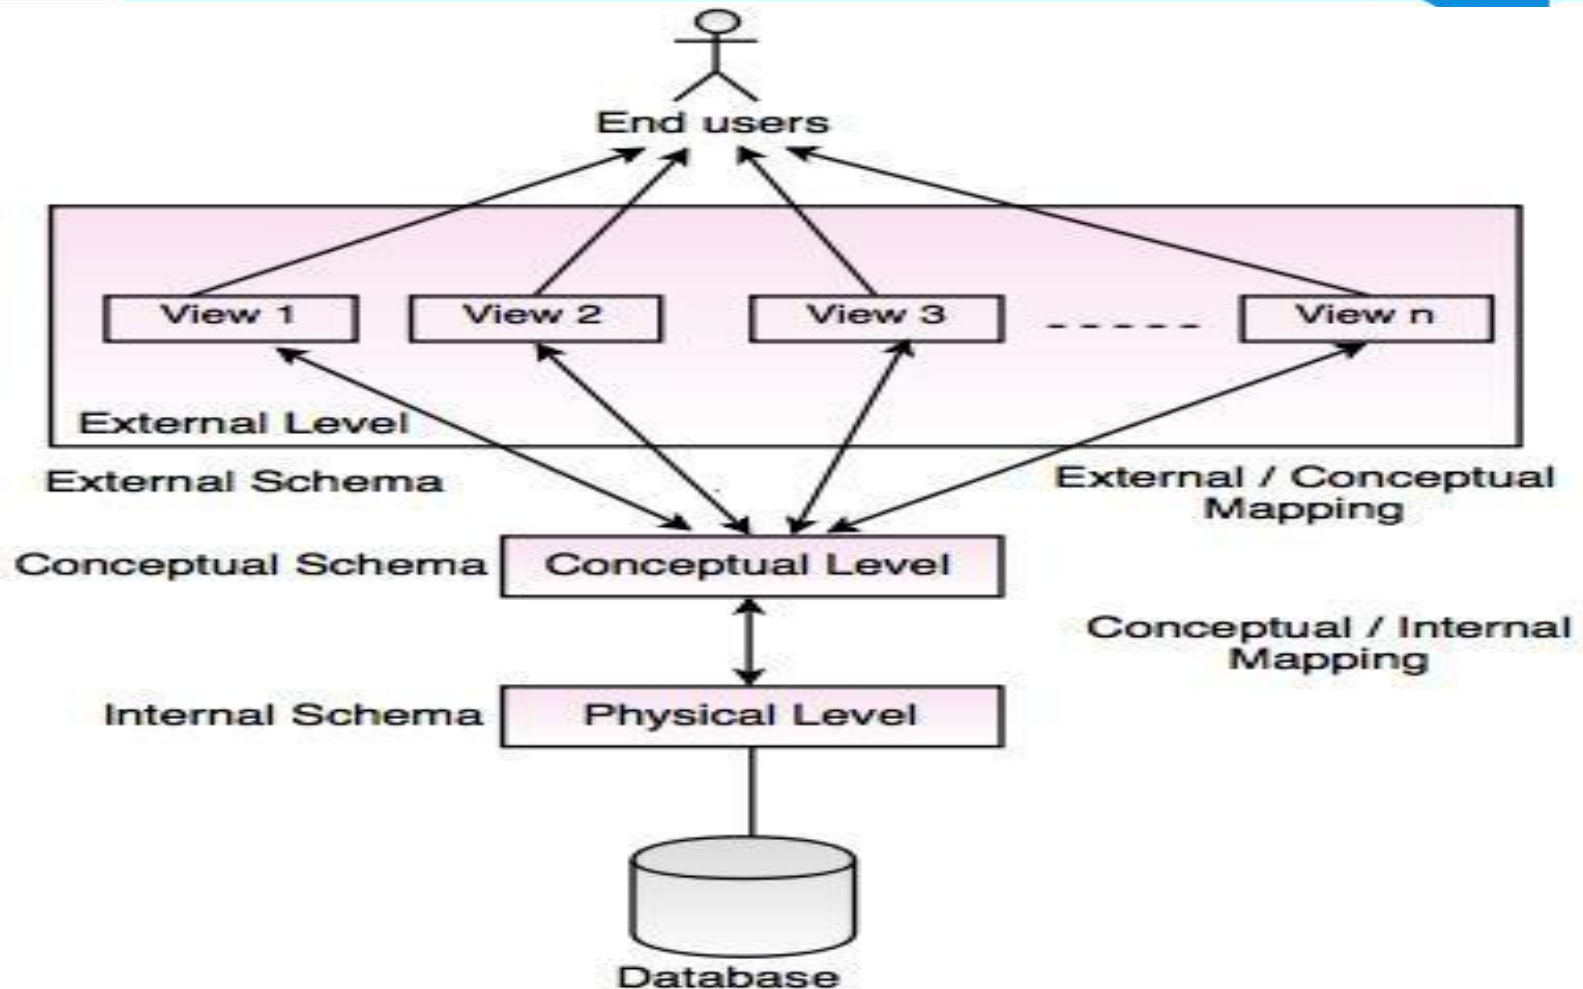 End users
View 1
View 2
View 3
View n
External Level
External Schema
External / Conceptual
Mapping
Conceptual Schema
Conceptual Level
Conceptual / Internal
Mapping
Internal Schema
Physical Level
Database